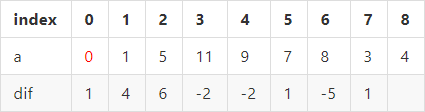 index 0 1 2 3 4 5 6 7 8
a 0 1 5 11 9 7 8 3 4
dif 1 4 6 -2 -2 1 -5 1